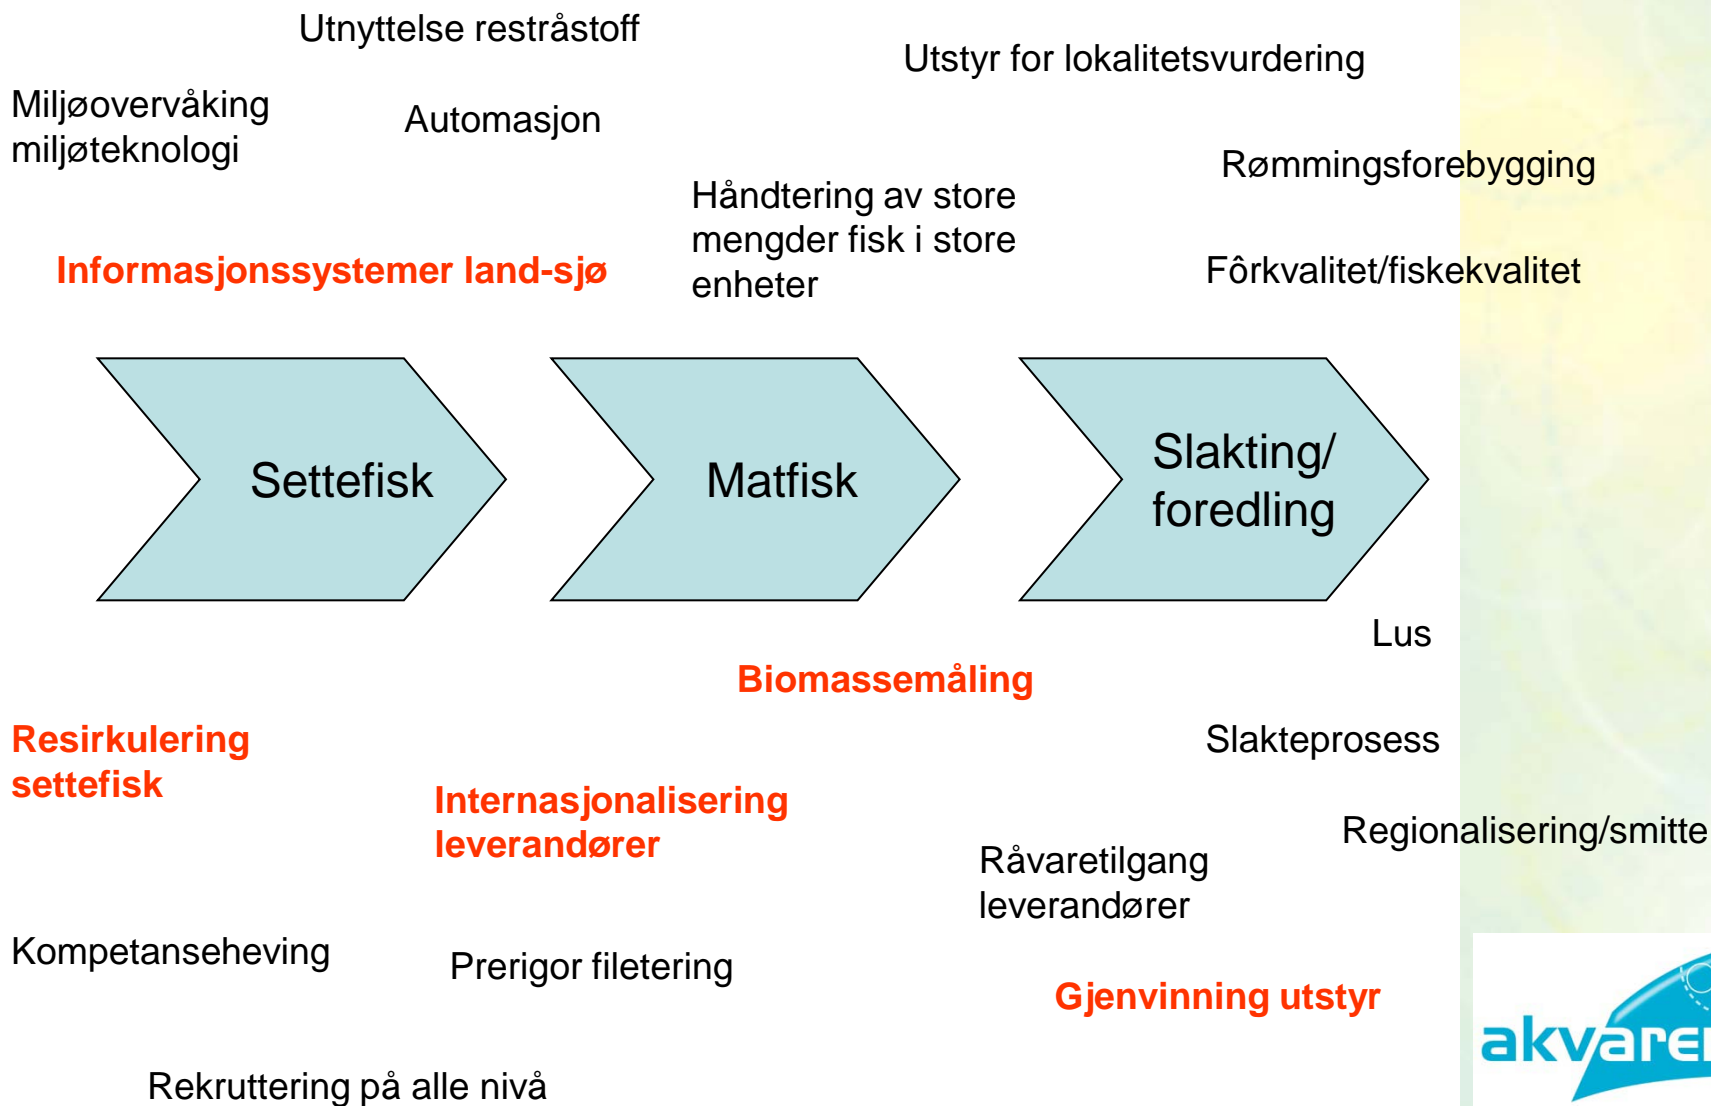 Utnyttelse restråstoff
Utstyr for lokalitetsvurdering
Miljøovervåking
miljøteknologi
Automasjon
Rømmingsforebygging
Håndtering av store
mengder fisk i store
enheter
Informasjonssystemer land-sjø
Fôrkvalitet/fiskekvalitet
Settefisk
Matfisk
Slakting/
foredling
Lus
Biomassemåling
Resirkulering
settefisk
Slakteprosess
Internasjonalisering
leverandører
Regionalisering/smitte
Råvaretilgang
leverandører
Kompetanseheving
Prerigor filetering
Gjenvinning utstyr
Rekruttering på alle nivå